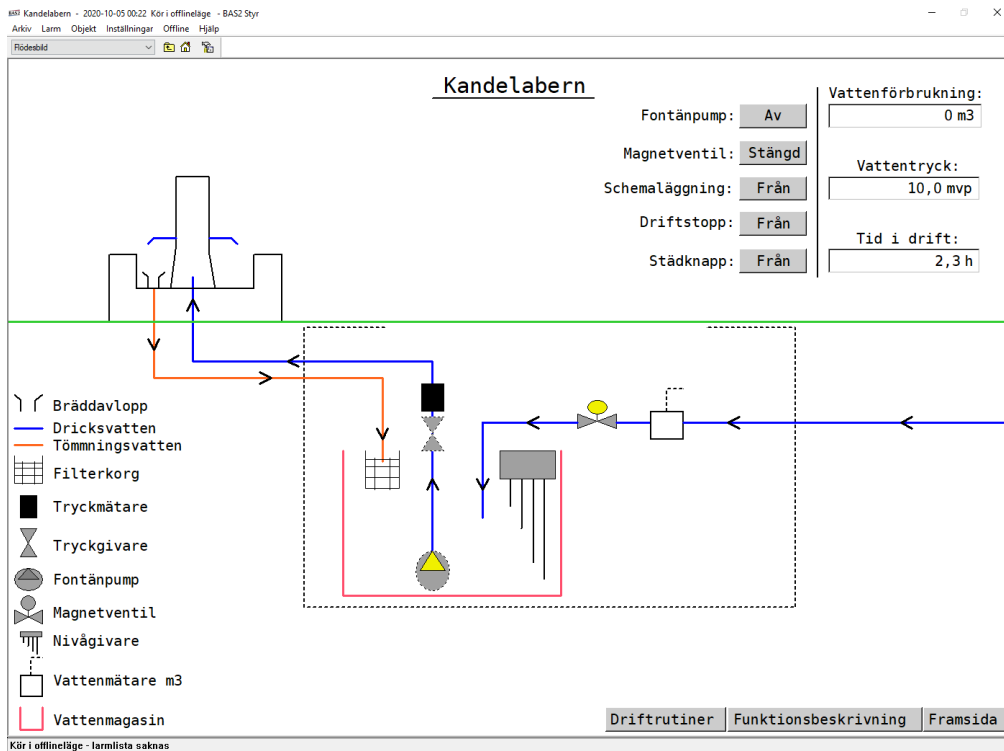 BAS2 Kandelabern - 2020-10-05 00:22 Kör i offlineläge - BAS2 Styr
Arkiv Larm Objekt Inställningar Offline Hjälp
Flödesbild
Kandelabern
Fontänpump: Av
Magnetventil: Stängd
Schemaläggning: Från
Driftstopp: Från
Städknapp: Från
Vattenförbrukning:
0 m3
Vattentryck:
10,0 mvp
Tid i drift:
2,3 h
Bräddavlopp
Dricksvatten
Tömmningsvatten
Filterkorg
Tryckmätare
Tryckgivare
Fontänpump
Magnetventil
Nivågivare
Vattenmätare m3
Vattenmagasin
Driftrutiner Funktionsbeskrivning Framsida
Kör i offlineläge - larmlista saknas